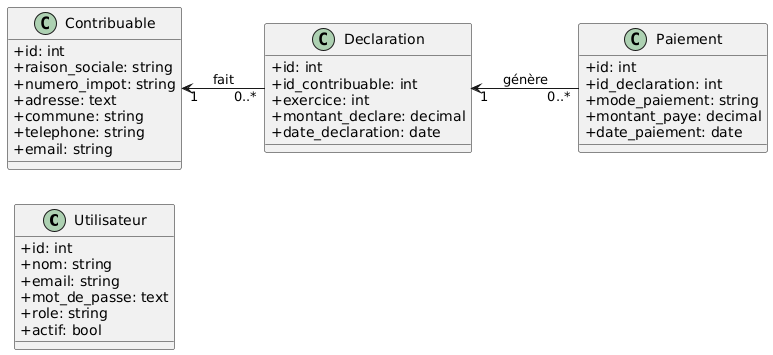 C Contribuable
+id: int
+raison_sociale: string
+numero_impot: string
+adresse: text
+commune: string
+telephone: string
+email: string
fait
1
0..*
C Declaration
+id: int
+id_contribuable: int
+exercice: int
+montant_declare: decimal
+date_declaration: date
génère
1
0..*
C Paiement
+id: int
+id_declaration: int
+mode_paiement: string
+montant_paye: decimal
+date_paiement: date
C Utilisateur
+id: int
+nom: string
+email: string
+mot_de_passe: text
+role: string
+actif: bool